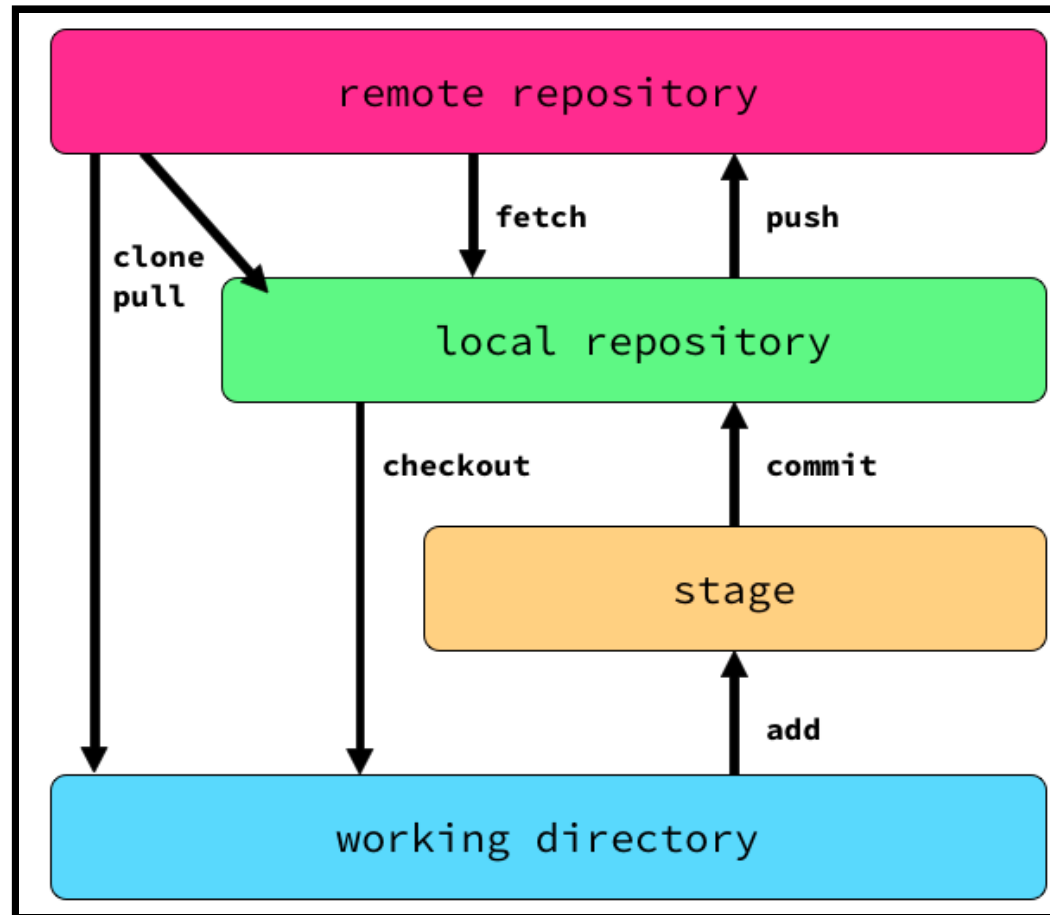 remote repository
fetch
push
clone
pull
local repository
checkout
commit
stage
add
working directory